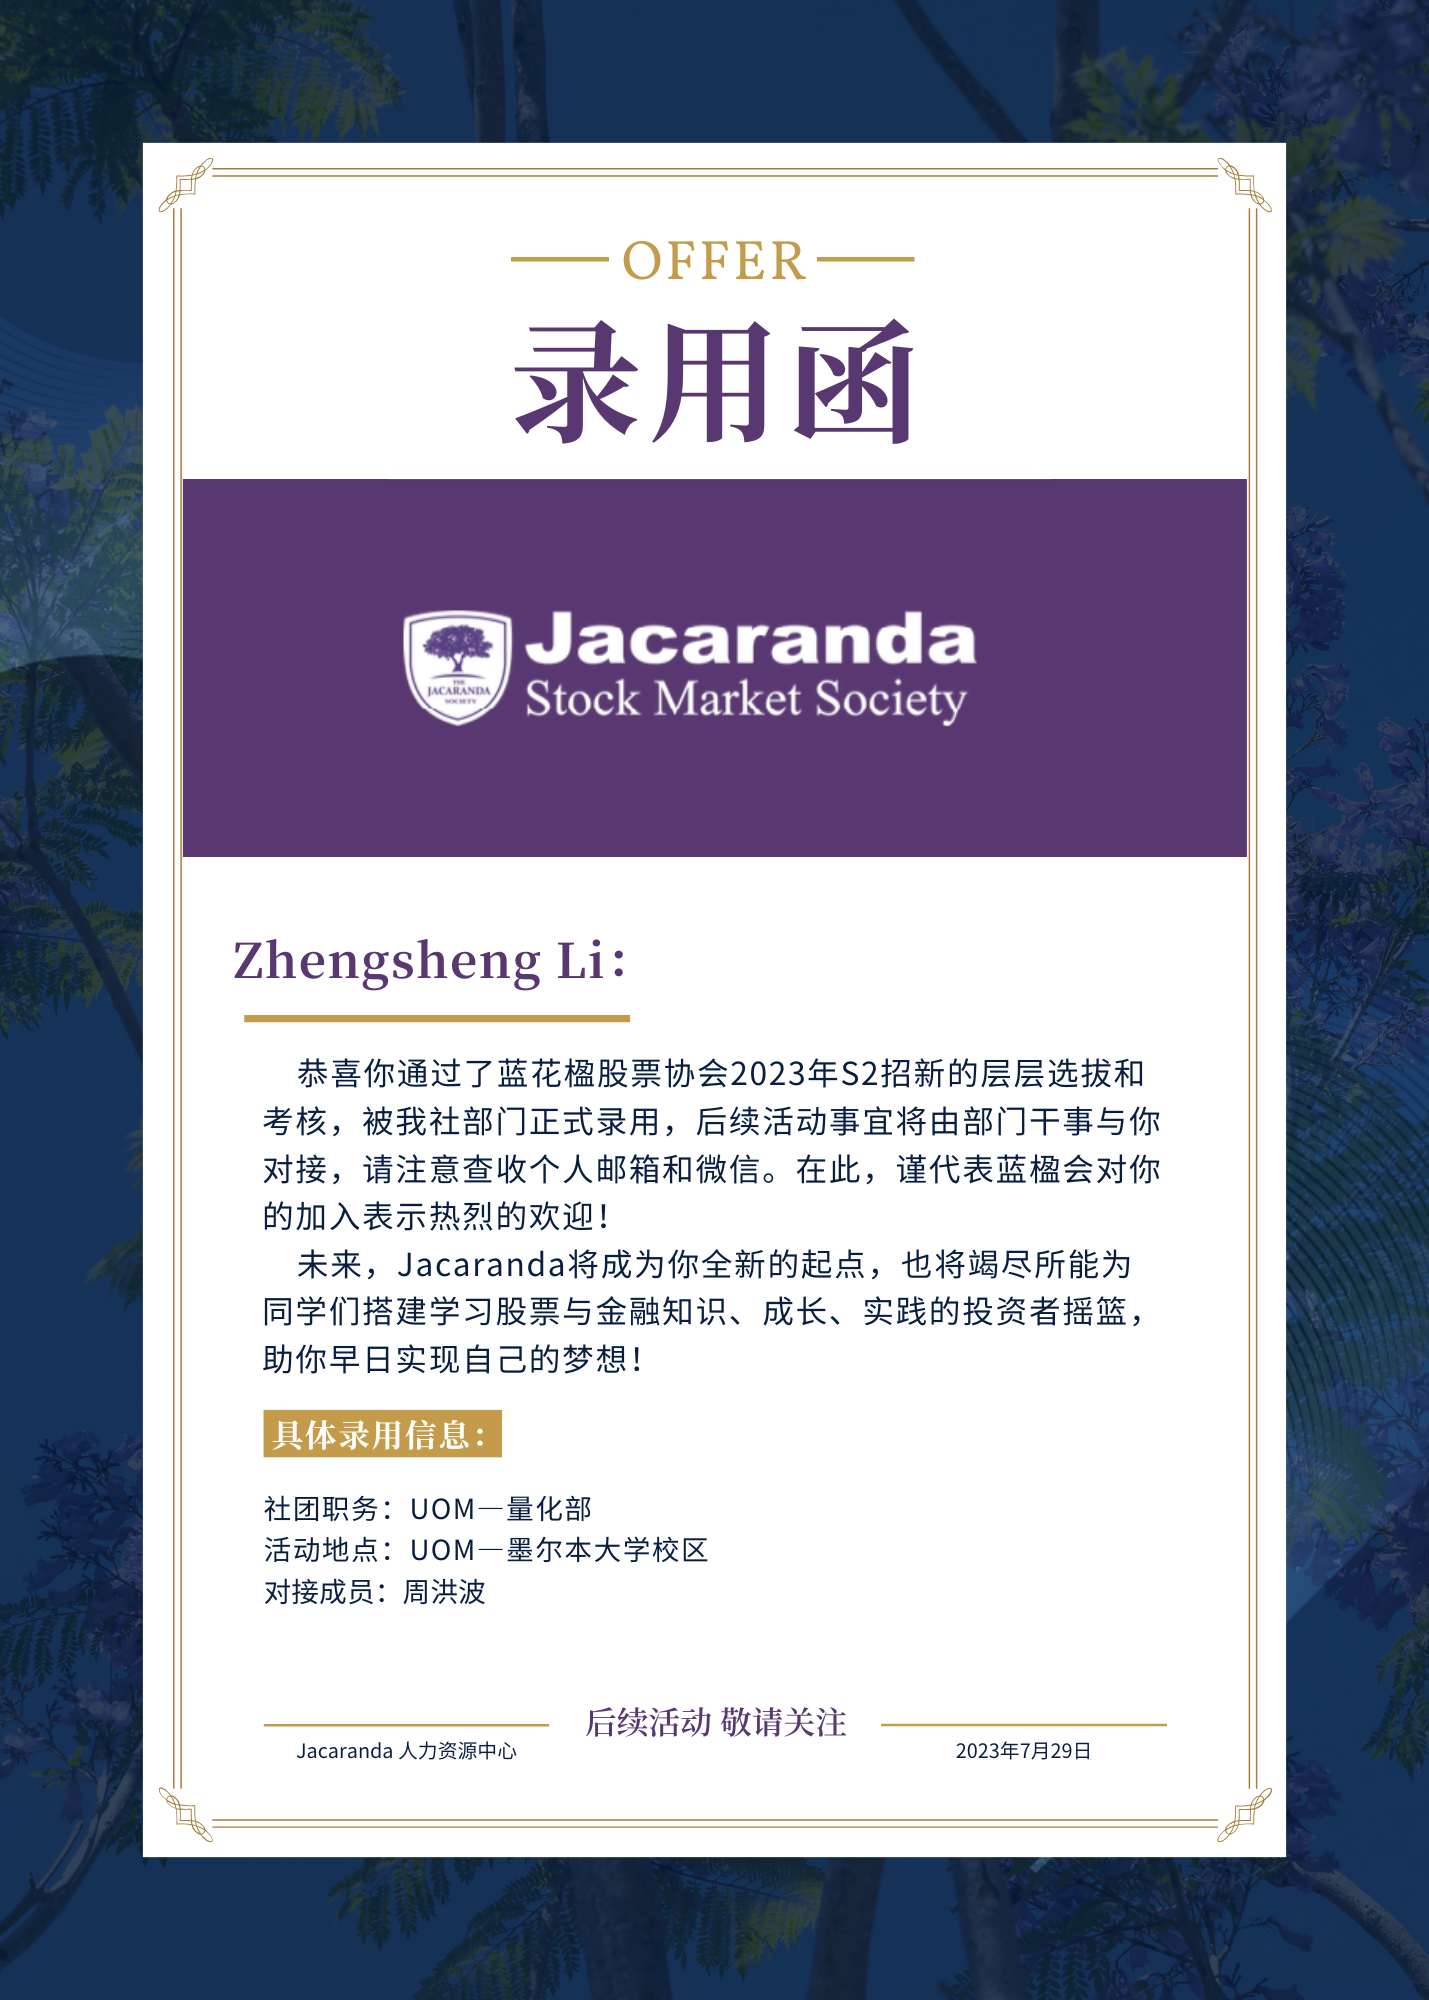 OFFER
录用函
THE
JACARANDA
SOCIETY
Jacaranda
Stock Market Society
Zhengsheng Li：
恭喜你通过了蓝花楹股票协会2023年S2招新的层层选拔和
考核，被我社部门正式录用，后续活动事宜将由部门干事与你
对接，请注意查收个人邮箱和微信。在此，谨代表蓝楹会对你
的加入表示热烈的欢迎！
未来，Jacaranda将成为你全新的起点，也将竭尽所能为
同学们搭建学习股票与金融知识、成长、实践的投资者摇篮，
助你早日实现自己的梦想！
具体录用信息：
社团职务：UOM—量化部
活动地点：UOM—墨尔本大学校区
对接成员：周洪波
后续活动 敬请关注
Jacaranda 人力资源中心
2023年7月29日